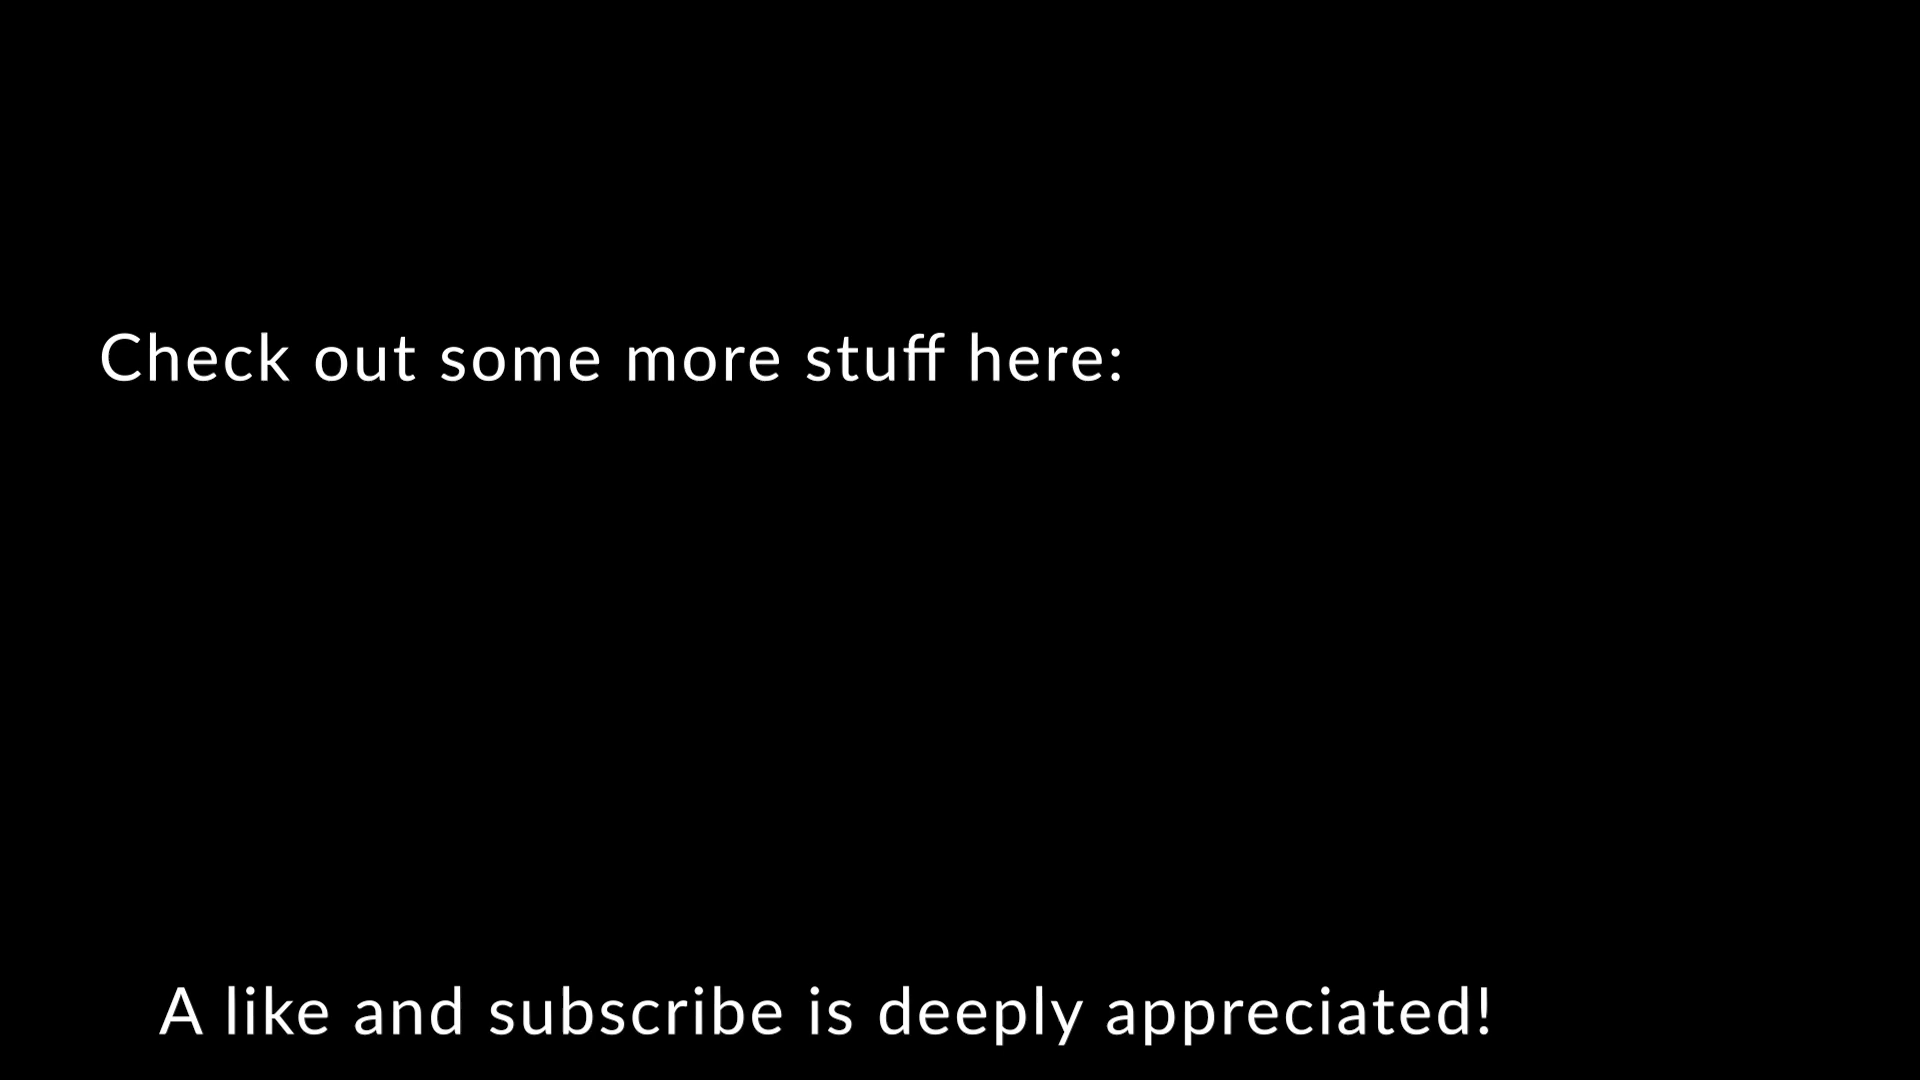 Check out some more stuff here:
A like and subscribe is deeply appreciated!